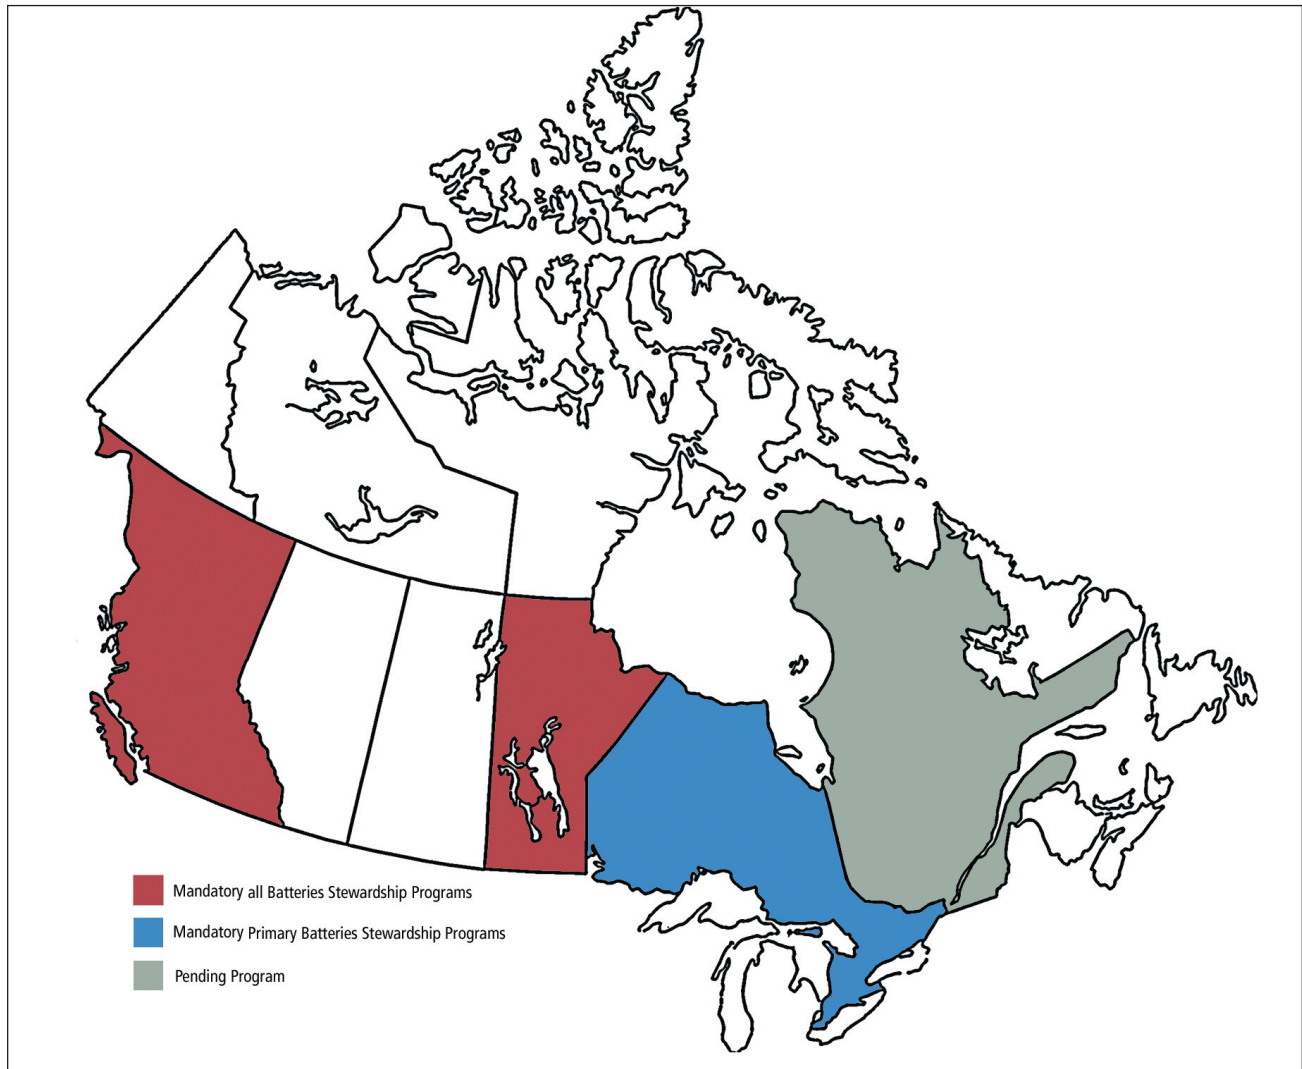 Mandatory all Batteries Stewardship Programs
Mandatory Primary Batteries Stewardship Programs
Pending Program